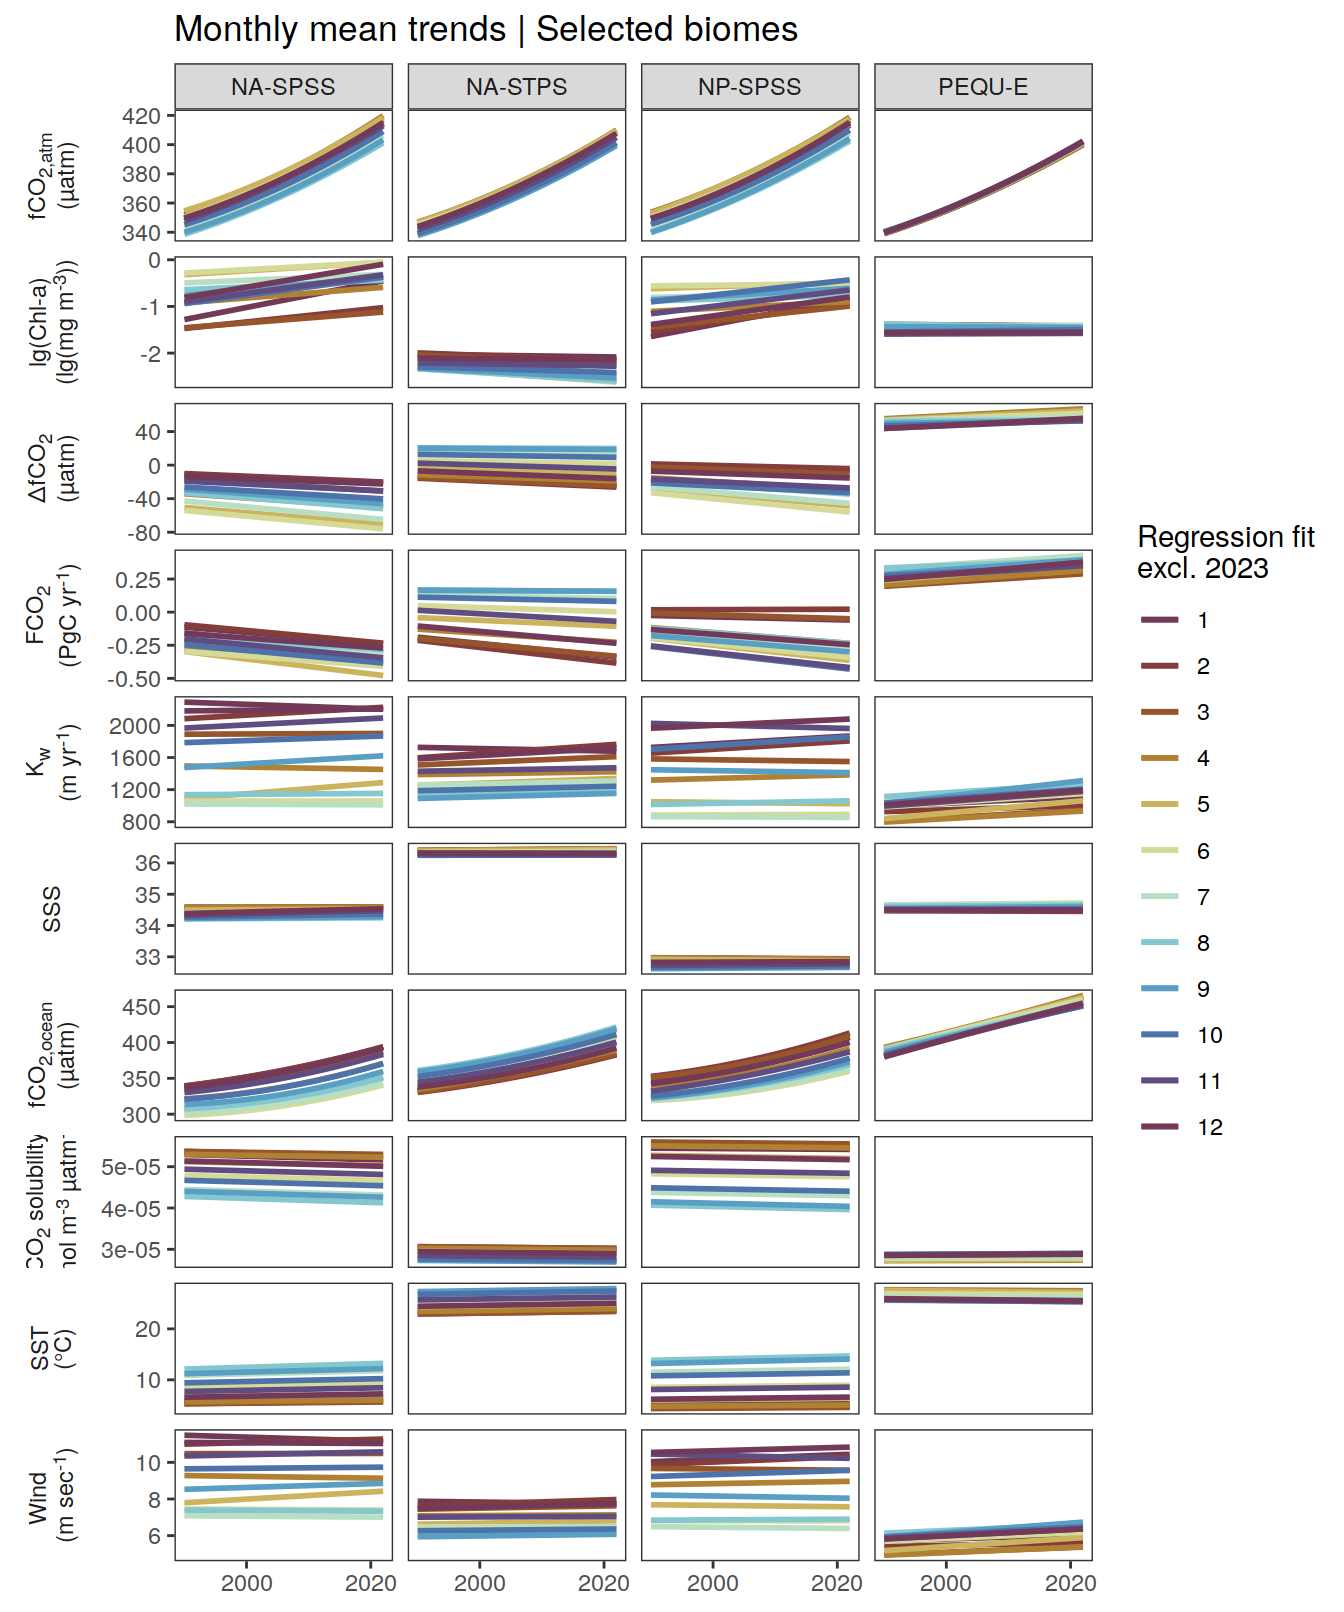 Monthly mean trends | Selected biomes
NA-SPSS NA-STPS NP-SPSS PEQU-E
fCO2,atm
(µatm)
420
400
380
360
340
lg(Chl-a)
(lg(mg m-3))
0
-1
-2
ΔfCO2
(µatm)
40
0
-40
-80
FCO2
(PgC yr-1)
0.25
0.00
-0.25
-0.50
Kw
(m yr-1)
2000
1600
1200
800
SSS
36
35
34
33
fCO2,ocean
(µatm)
450
400
350
300
CO2 solubility
m-3 µatm-
5e-05
4e-05
3e-05
SST
(°C)
20
10
Wind
(m sec-1)
10
8
6
2000 2020 2000 2020 2000 2020 2000 2020
Regression fit
excl. 2023
1
2
3
4
5
6
7
8
9
10
11
12